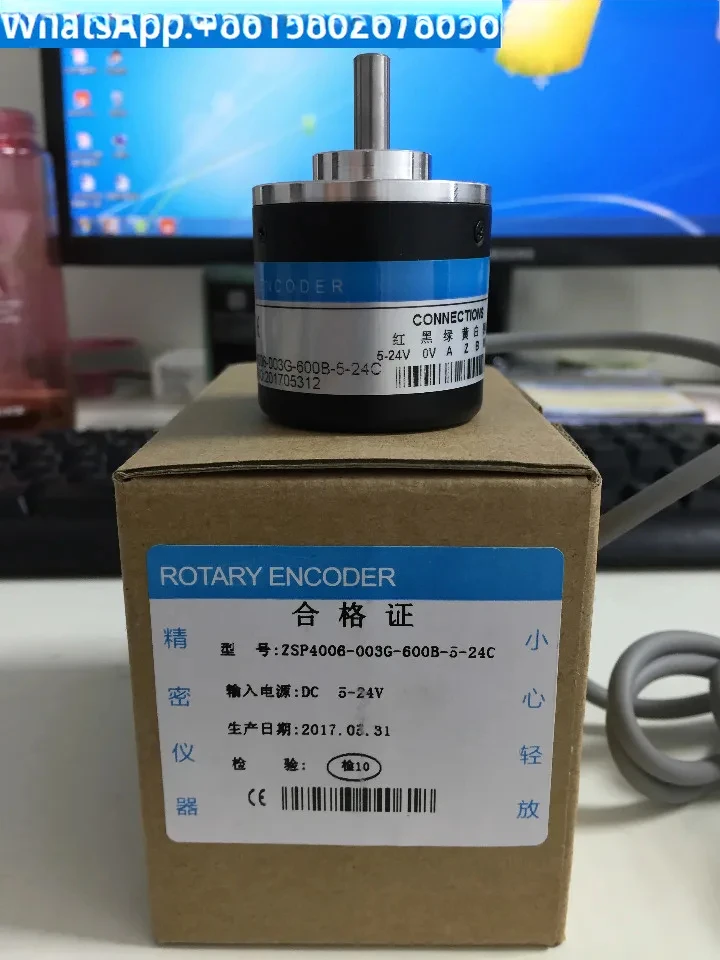 WhatsApp:+8615802678036
ENCODER
CONNECTIONS
红 黑 绿 黄 白
5-24V 0V A Z B
4006-003G-600B-5-24C
201705312
ROTARY ENCODER
合格证
型 号:ZSP4006-003G-600B-5-24C
输入电源:DC 5-24V
生产日期:2017.03.31
检 验: 检10
CE
精密仪器
小心轻放